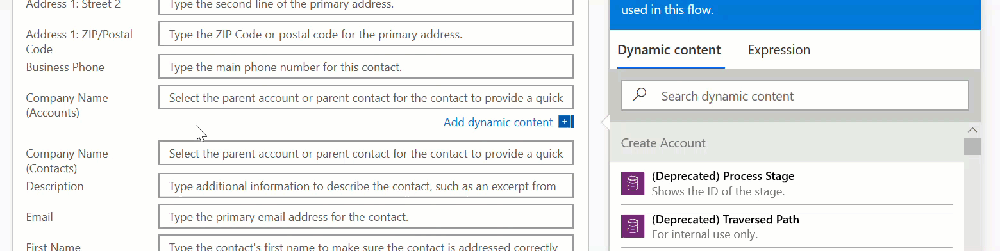 Address 1: Street 2
Type the second line of the primary address.
Address 1: ZIP/Postal
Code
Type the ZIP Code or postal code for the primary address.
Business Phone
Type the main phone number for this contact.
Company Name
(Accounts)
Select the parent account or parent contact for the contact to provide a quick
Add dynamic content
Company Name
(Contacts)
Select the parent account or parent contact for the contact to provide a quick
Description
Type additional information to describe the contact, such as an excerpt from
Email
Type the primary email address for the contact.
First Name
Type the contact's first name to make sure the contact is addressed correctly
used in this flow.
Dynamic content
Expression
Search dynamic content
Create Account
(Deprecated) Process Stage
Shows the ID of the stage.
(Deprecated) Traversed Path
For internal use only.